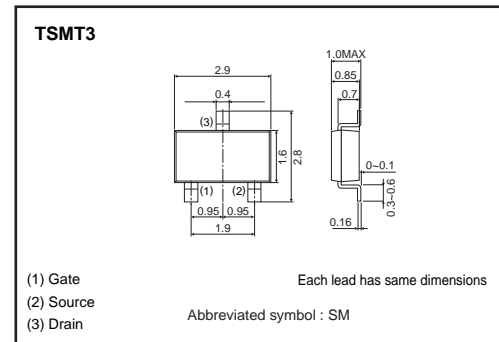 TSMT3
1.0MAX
2.9
0.85
0.4
0.7
(3)
1.6
2.8
0~0.1
(1)
(2)
0.95
0.95
0.3~0.6
1.9
0.16
(1) Gate
Each lead has same dimensions
(2) Source
(3) Drain
Abbreviated symbol : SM